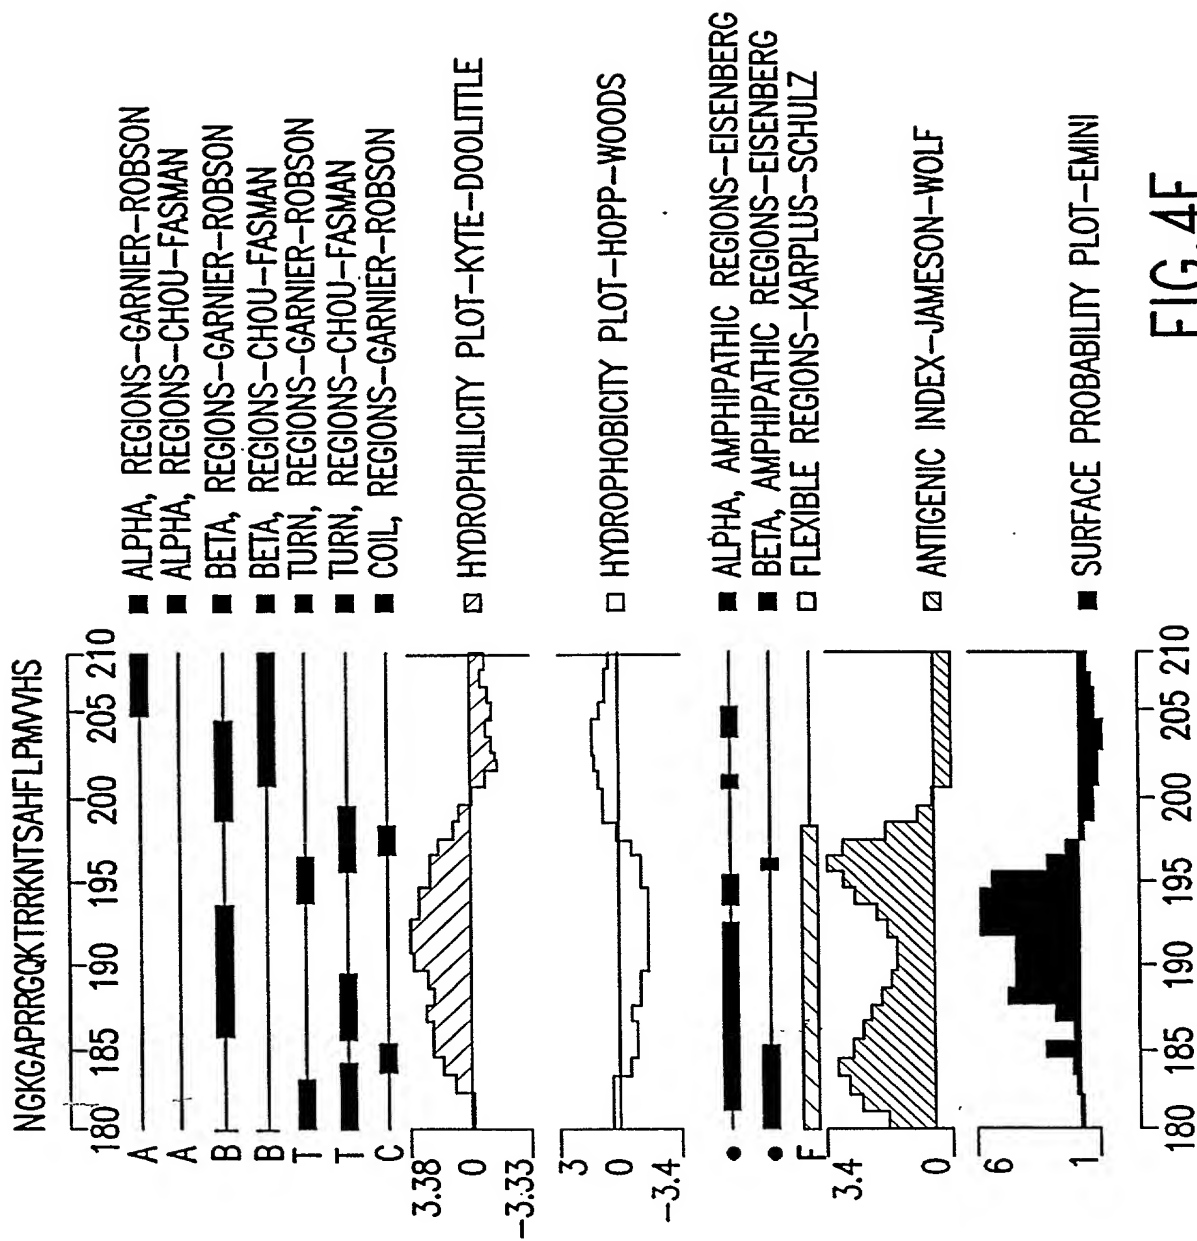 NGKGAPRRGQKTRRKNTSAHFLPMVVHS
180 185 190 195 200 205 210
A ALPHA, REGIONS-GARNIER-ROBSON
A ALPHA, REGIONS-CHOU-FASMAN
B BETA, REGIONS-GARNIER-ROBSON
B BETA, REGIONS-CHOU-FASMAN
T TURN, REGIONS-GARNIER-ROBSON
T TURN, REGIONS-CHOU-FASMAN
C COIL, REGIONS-GARNIER-ROBSON
3.38
0 HYDROPHILICITY PLOT-KYTE-DOOLITTLE
-3.33
3
0 HYDROPHOBICITY PLOT-HOPP-WOODS
-3.4
ALPHA, AMPHIPATHIC REGIONS-EISENBERG
BETA, AMPHIPATHIC REGIONS-EISENBERG
F FLEXIBLE REGIONS-KARPLUS-SCHULZ
3.4
ANTIGENIC INDEX-JAMESON-WOLF
0
6
1 SURFACE PROBABILITY PLOT-EMINI
180 185 190 195 200 205 210
FIG.4F